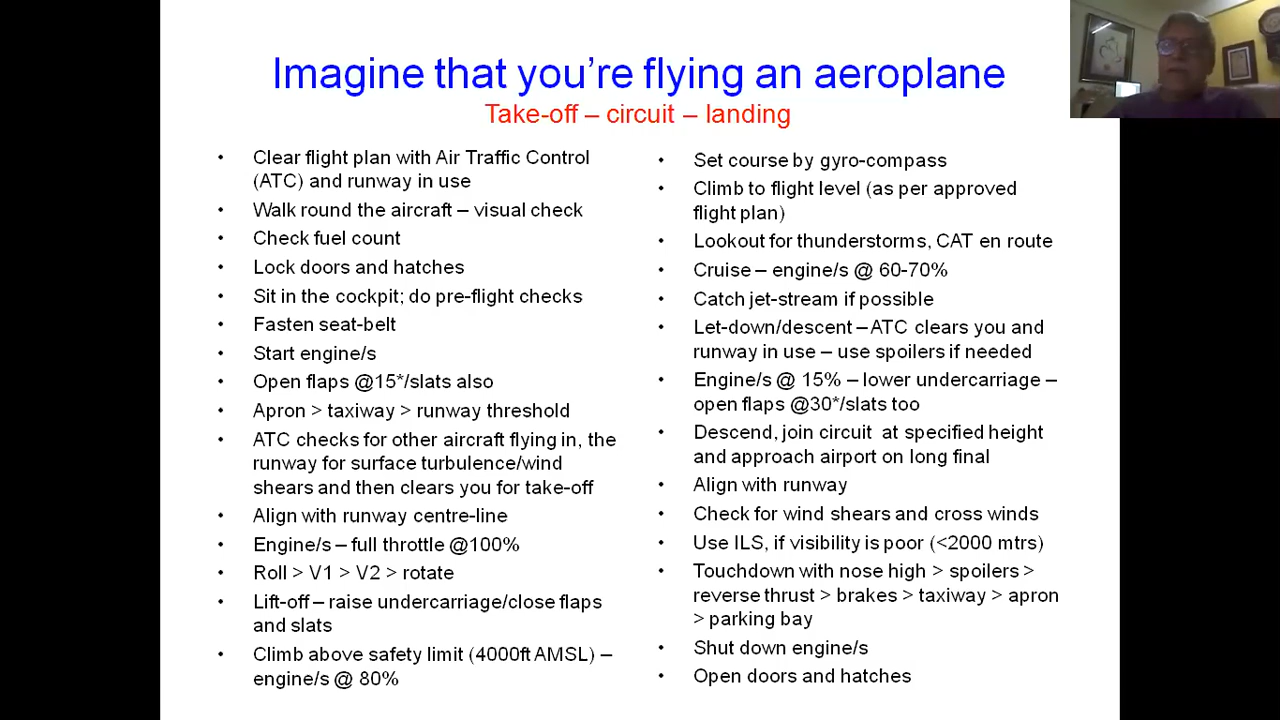 Imagine that you're flying an aeroplane
Take-off – circuit – landing
• Clear flight plan with Air Traffic Control
(ATC) and runway in use
• Walk round the aircraft – visual check
• Check fuel count
• Lock doors and hatches
• Sit in the cockpit; do pre-flight checks
• Fasten seat-belt
• Start engine/s
• Open flaps @15*/slats also
• Apron > taxiway > runway threshold
• ATC checks for other aircraft flying in, the
runway for surface turbulence/wind
shears and then clears you for take-off
• Align with runway centre-line
• Engine/s – full throttle @100%
• Roll > V1 > V2 > rotate
• Lift-off – raise undercarriage/close flaps
and slats
• Climb above safety limit (4000ft AMSL) –
engine/s @ 80%
• Set course by gyro-compass
• Climb to flight level (as per approved
flight plan)
• Lookout for thunderstorms, CAT en route
• Cruise – engine/s @ 60-70%
• Catch jet-stream if possible
• Let-down/descent –ATC clears you and
runway in use – use spoilers if needed
• Engine/s @ 15% – lower undercarriage –
open flaps @30*/slats too
• Descend, join circuit at specified height
and approach airport on long final
• Align with runway
• Check for wind shears and cross winds
• Use ILS, if visibility is poor (<2000 mtrs)
• Touchdown with nose high > spoilers >
reverse thrust > brakes > taxiway > apron
> parking bay
• Shut down engine/s
• Open doors and hatches